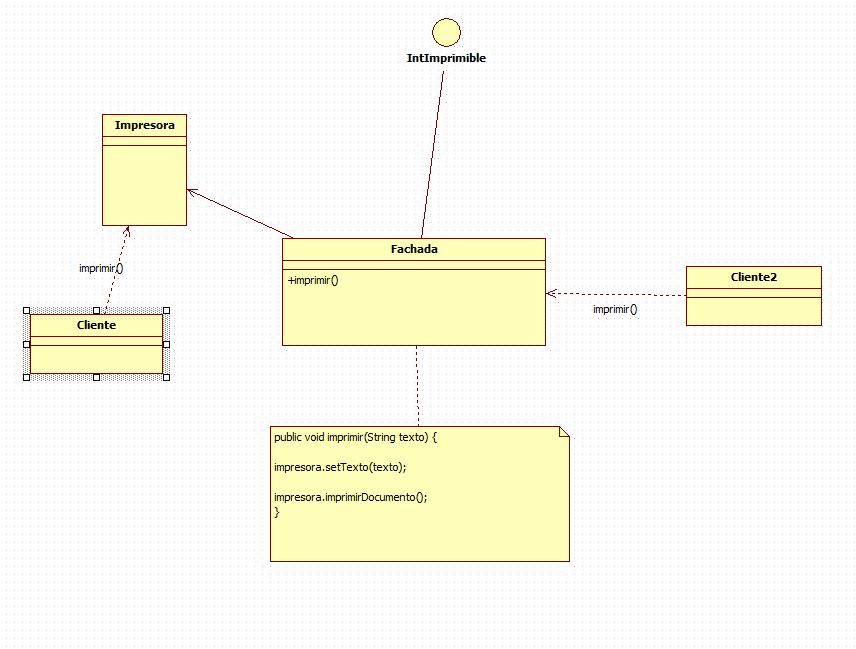 IntImprimible
Impresora
imprimir()
Cliente
Fachada
+imprimir()
Cliente2
imprimir()
public void imprimir(String texto) {
impresora.setTexto(texto);
impresora.imprimirDocumento();
}